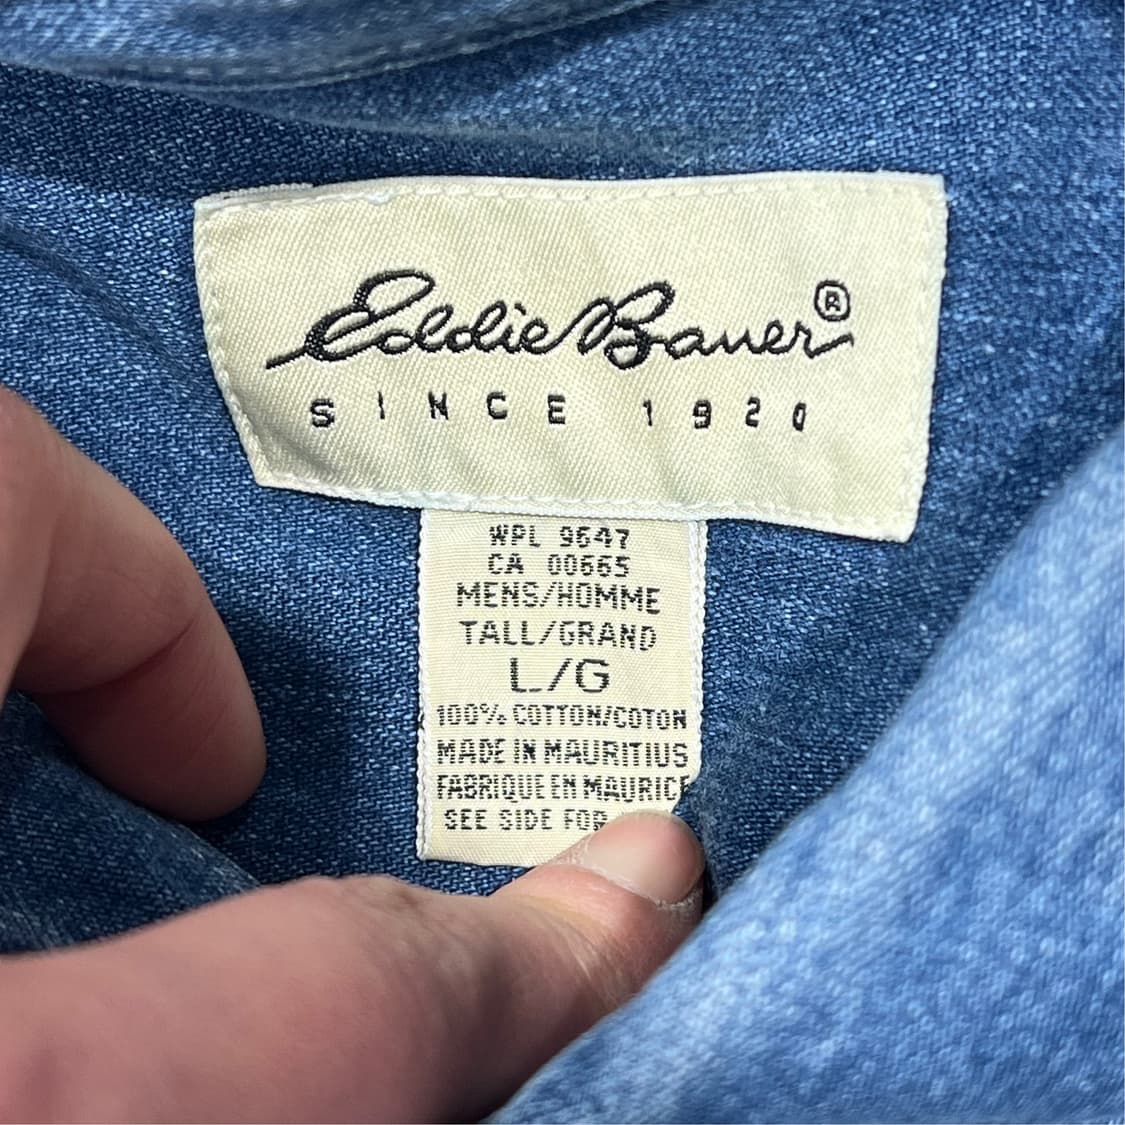 Eddie Bauer®
SINCE 1920
WPL 9647
CA 00665
MENS/HOMME
TALL/GRAND
L/G
100% COTTON/COTON
MADE IN MAURITIUS
FABRIQUE EN MAURICE
SEE SIDE FOR